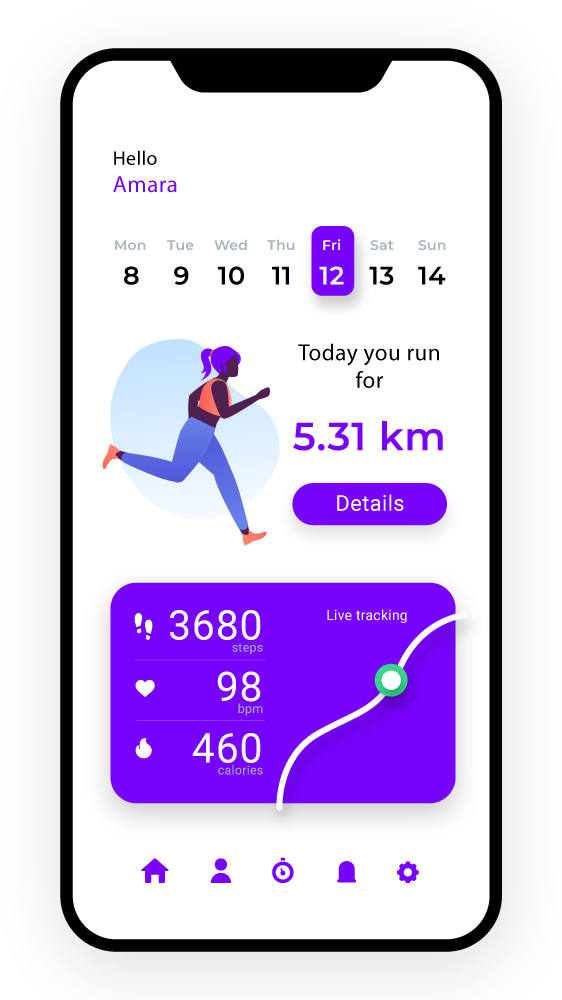 Hello
Amara
Mon Tue Wed Thu Fri Sat Sun
8 9 10 11 12 13 14
Today you run
for
5.31 km
Details
Live tracking
3680
steps
98
bpm
460
calories